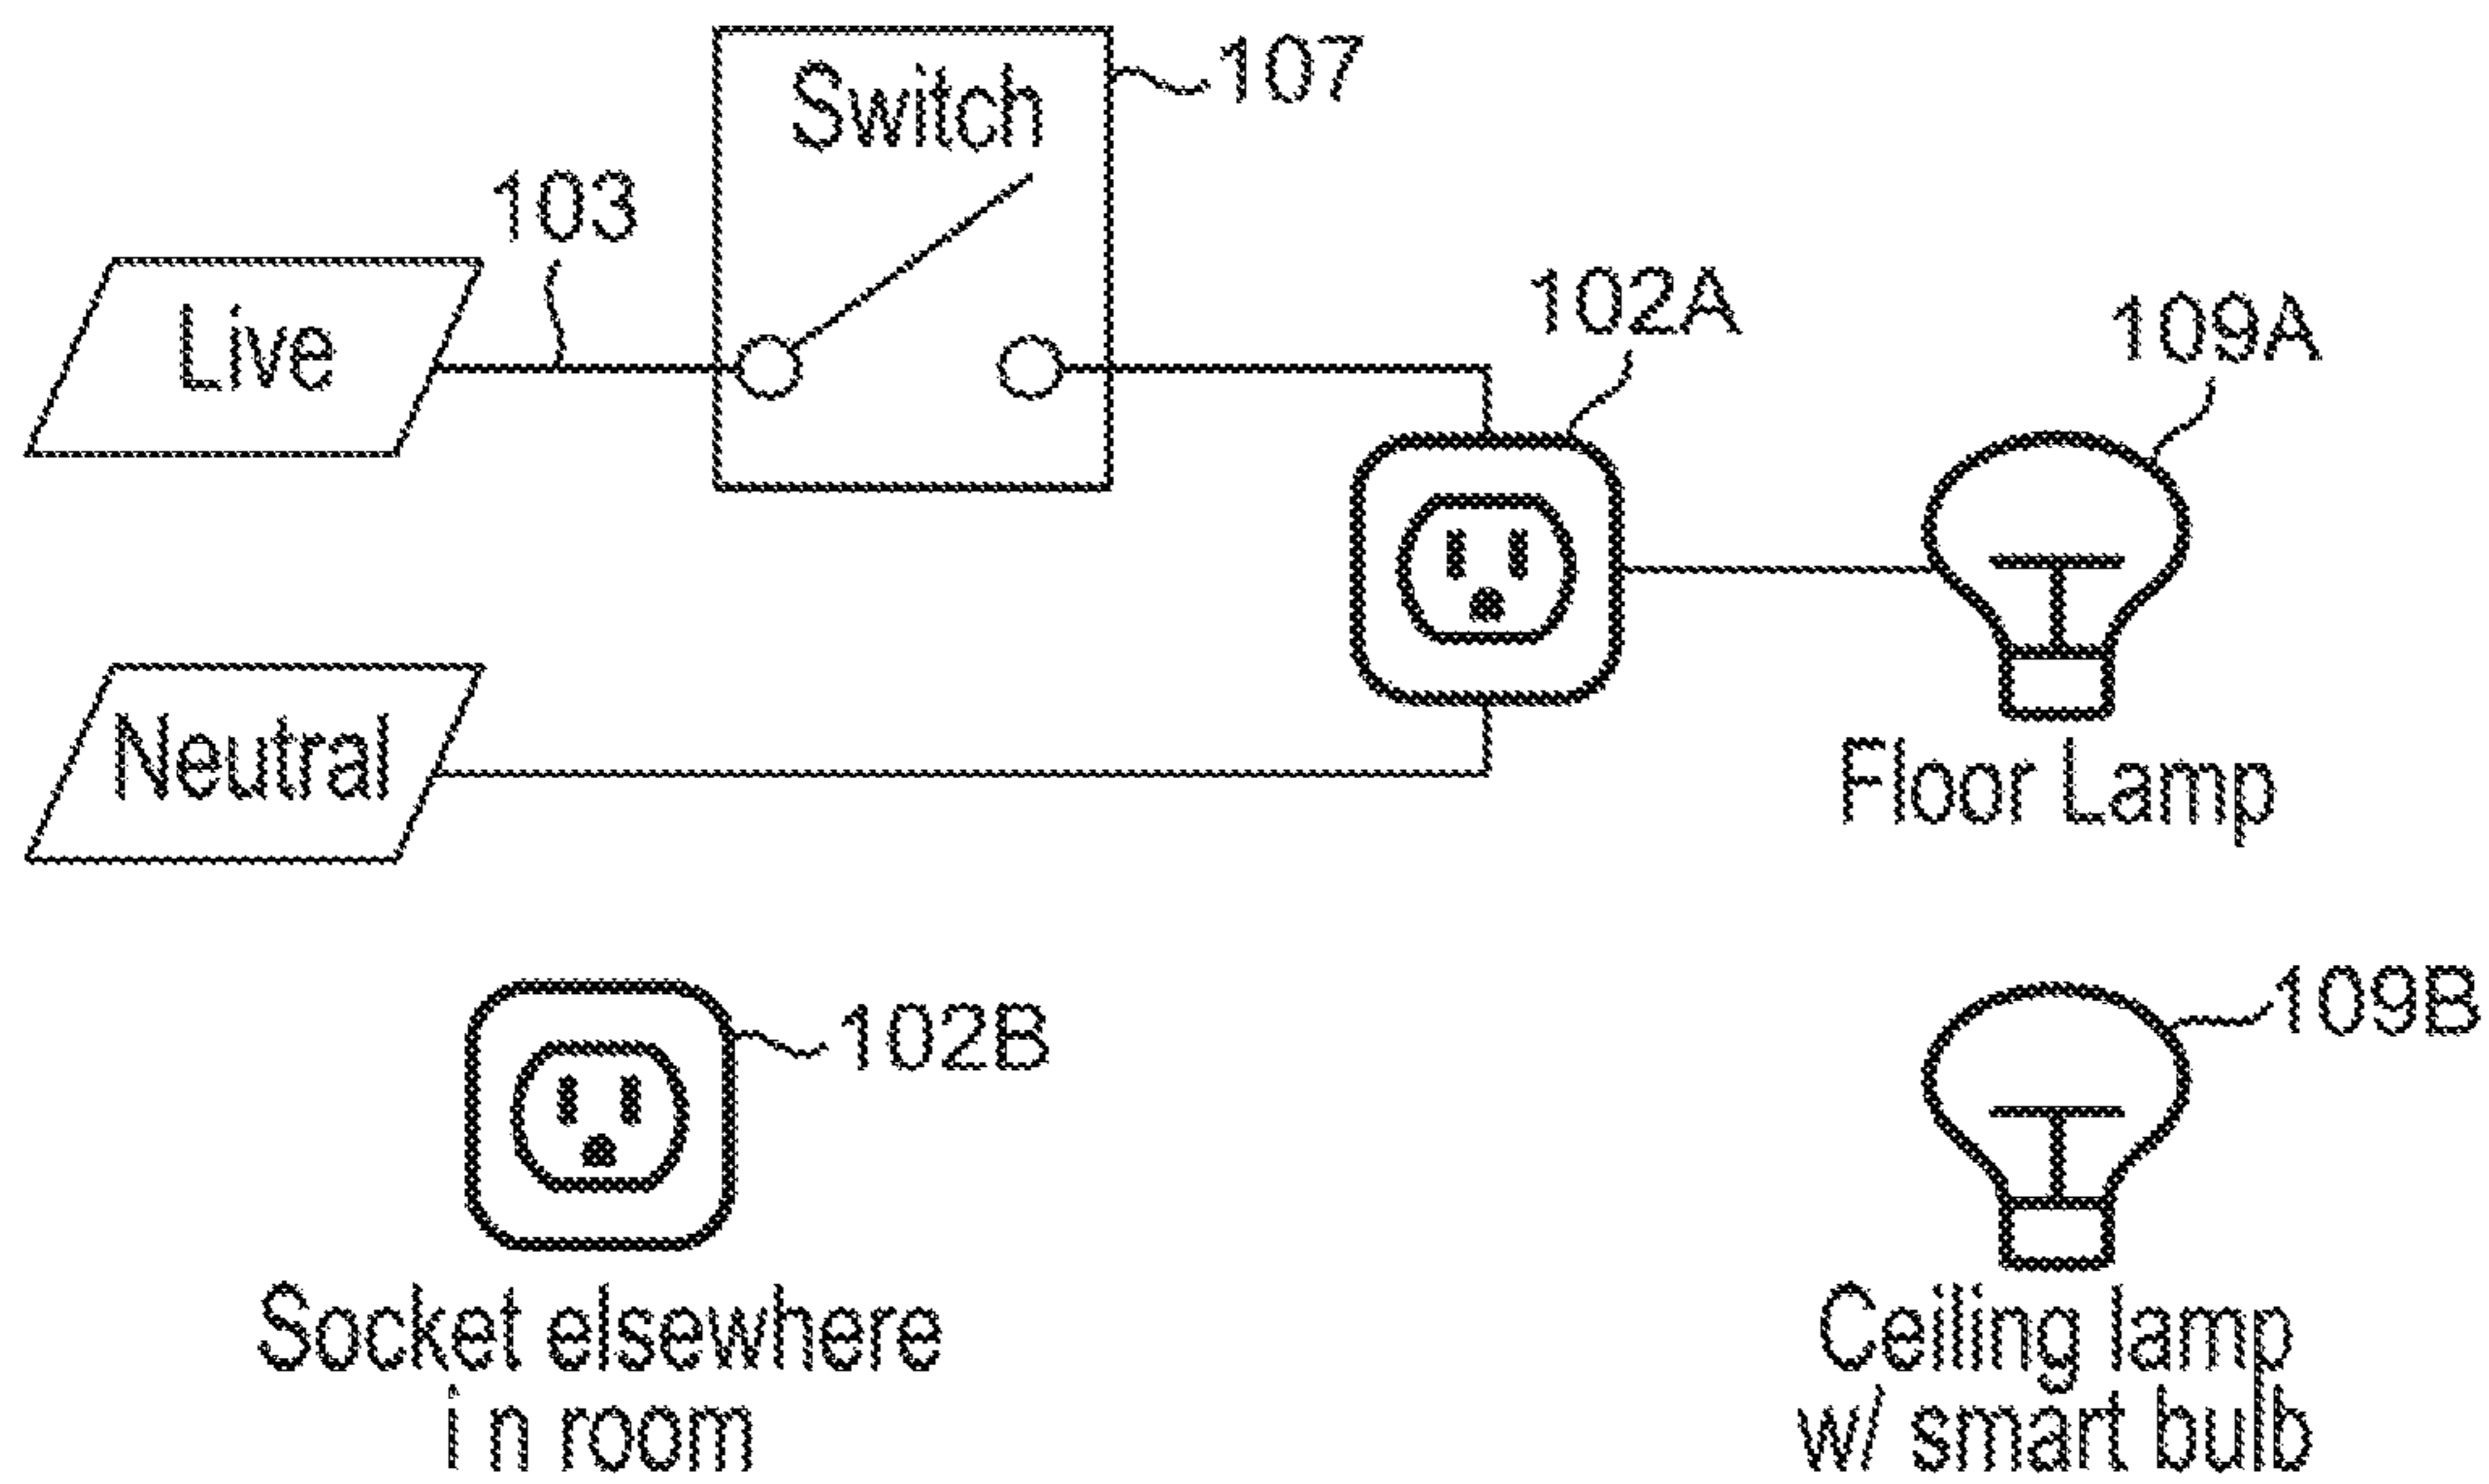 107
Switch
103
Live
102A
109A
Neutral
Floor Lamp
102B
109B
Socket elsewhere
i n room
Ceiling lamp
w/ smart bulb